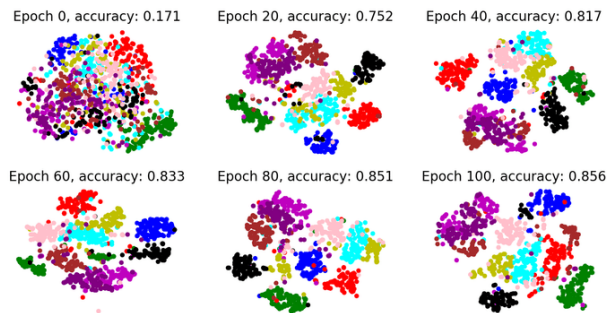 Epoch 0, accuracy: 0.171
Epoch 20, accuracy: 0.752
Epoch 40, accuracy: 0.817
Epoch 60, accuracy: 0.833
Epoch 80, accuracy: 0.851
Epoch 100, accuracy: 0.856